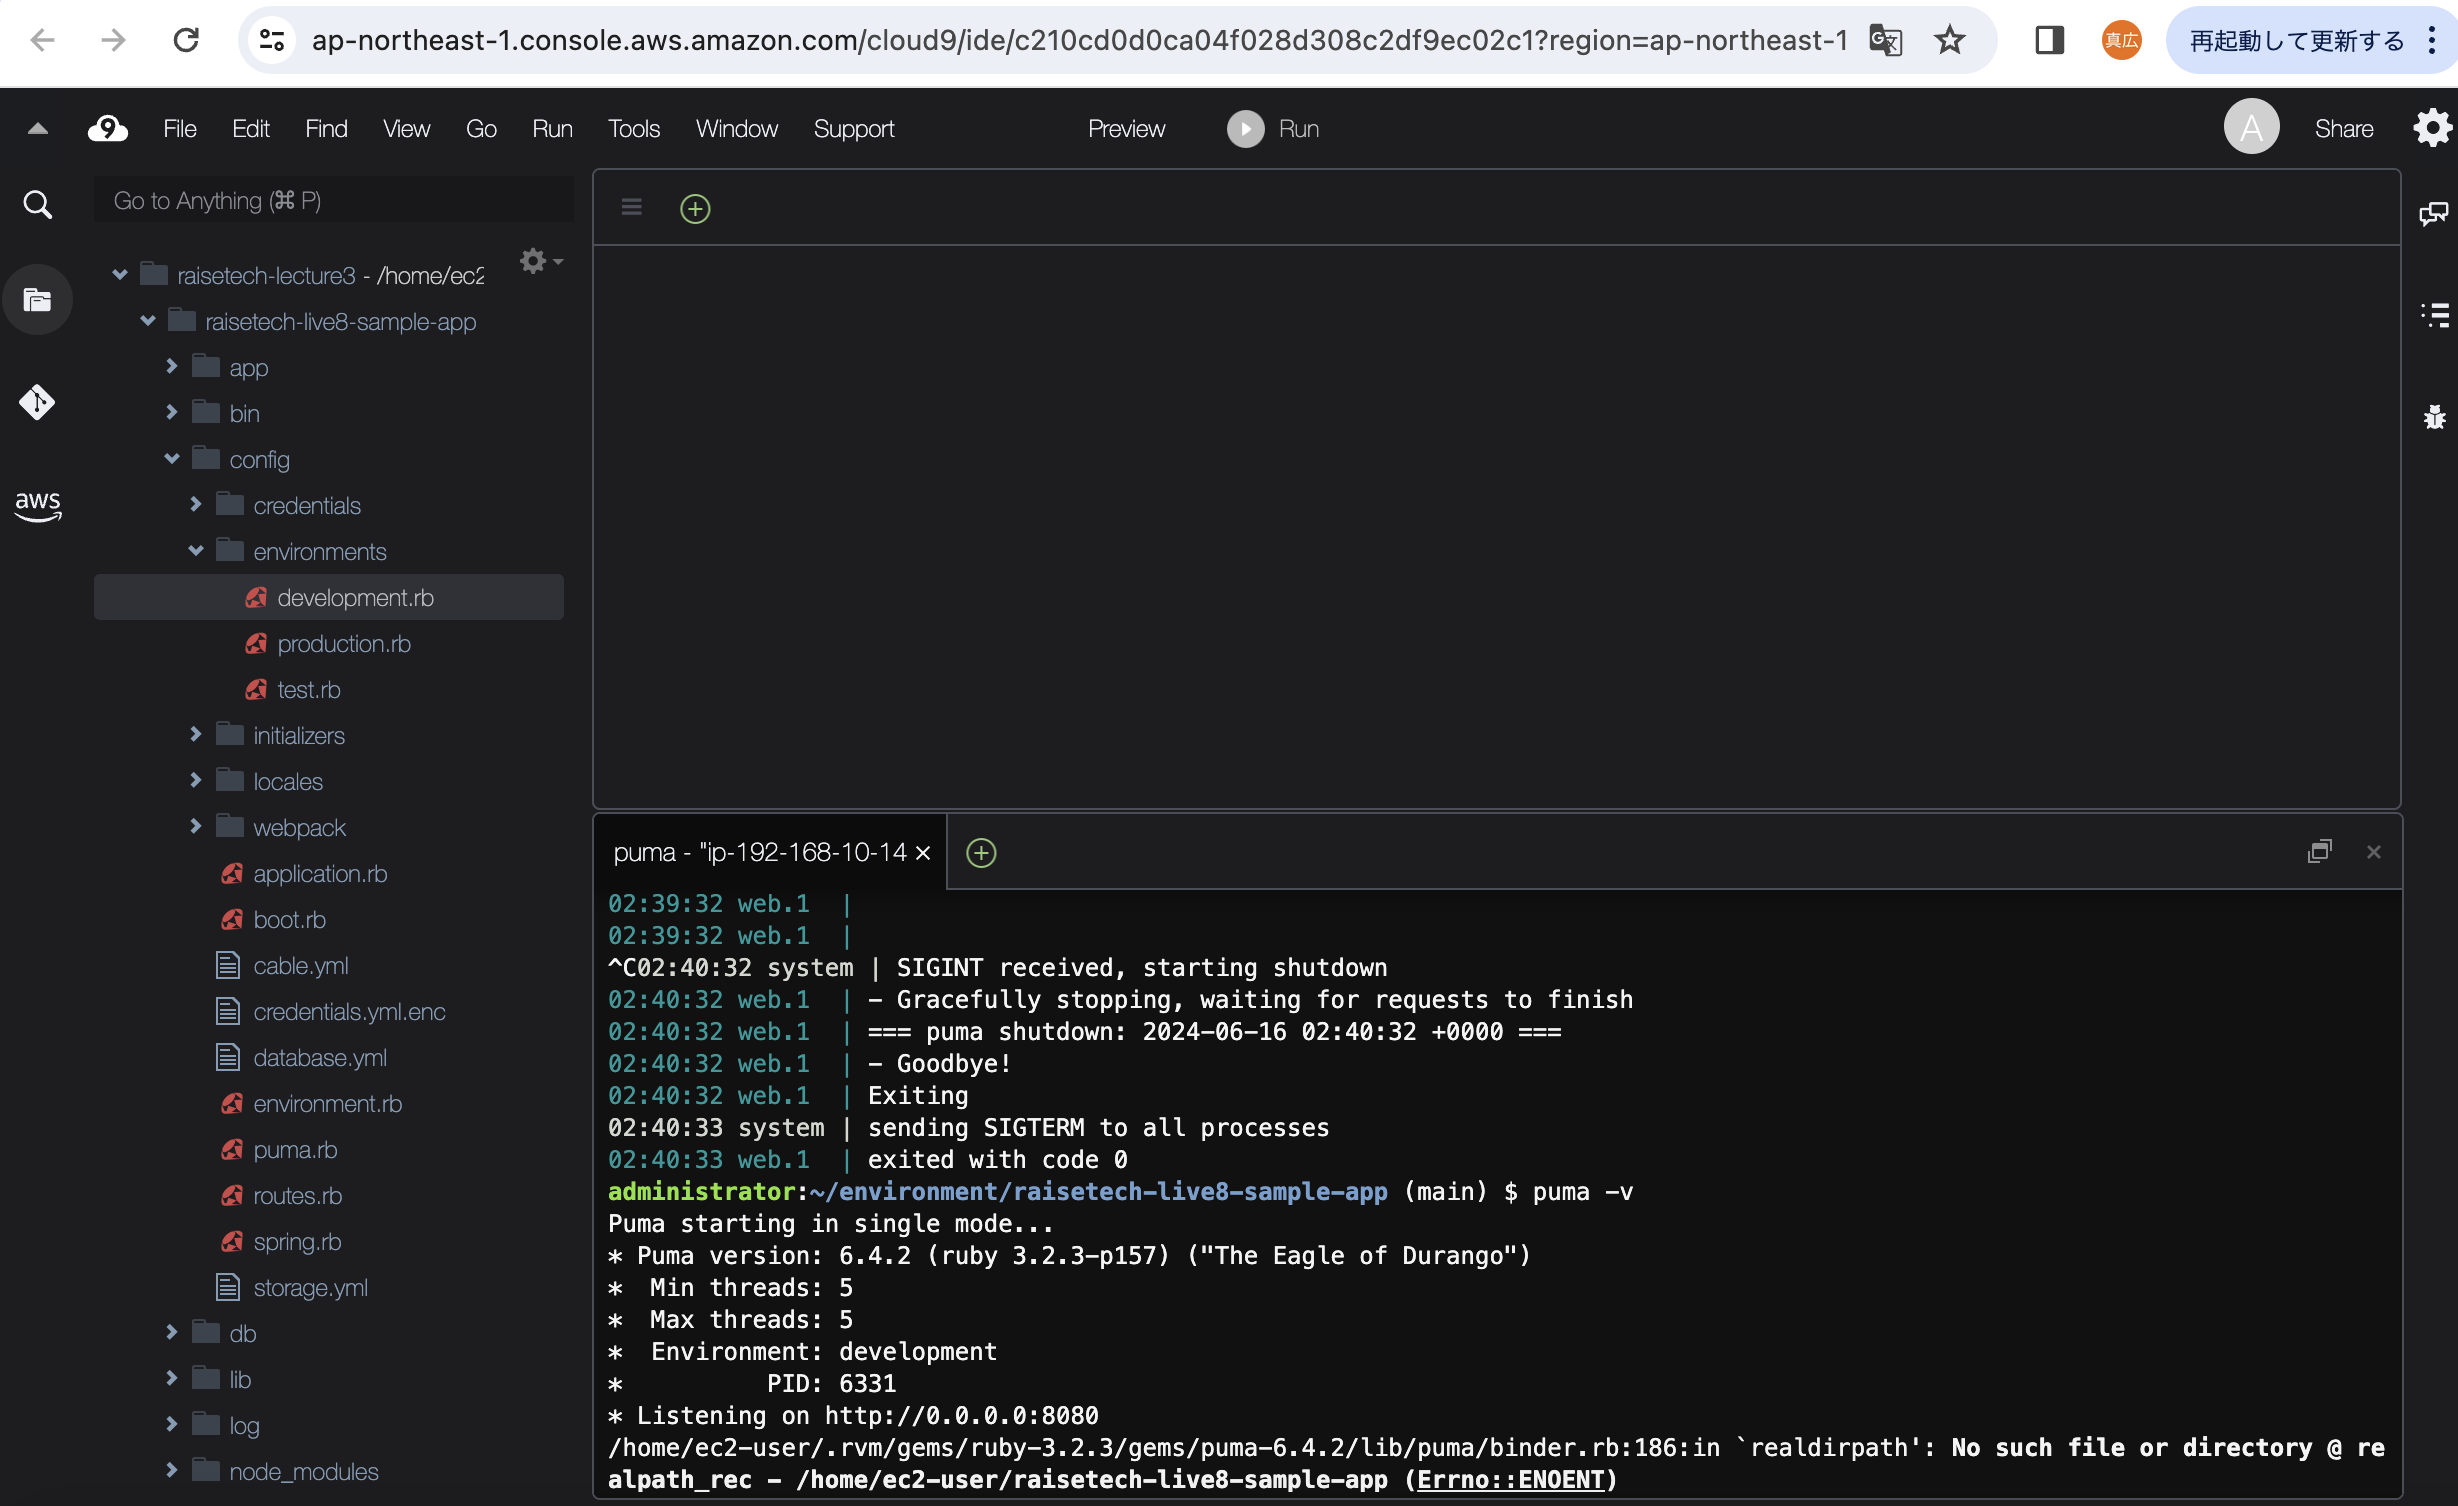 ap-northeast-1.console.aws.amazon.com/cloud9/ide/c210cd0d0ca04f028d308c2df9ec02c1?region=ap-northeast-1
真広
再起動して更新する
9 File Edit Find View Go Run Tools Window Support Preview Run A Share
Go to Anything (⌘ P)
aws
raisetech-lecture3 - /home/ec2
raisetech-live8-sample-app
app
bin
config
credentials
environments
development.rb
production.rb
test.rb
initializers
locales
webpack
application.rb
boot.rb
cable.yml
credentials.yml.enc
database.yml
environment.rb
puma.rb
routes.rb
spring.rb
storage.yml
db
lib
log
node_modules
puma - "ip-192-168-10-14
02:39:32 web.1  |
02:39:32 web.1  |
^C02:40:32 system | SIGINT received, starting shutdown
02:40:32 web.1  | - Gracefully stopping, waiting for requests to finish
02:40:32 web.1  | === puma shutdown: 2024-06-16 02:40:32 +0000 ===
02:40:32 web.1  | - Goodbye!
02:40:32 web.1  | Exiting
02:40:33 system | sending SIGTERM to all processes
02:40:33 web.1  | exited with code 0
administrator:~/environment/raisetech-live8-sample-app (main) $ puma -v
Puma starting in single mode...
* Puma version: 6.4.2 (ruby 3.2.3-p157) ("The Eagle of Durango")
*  Min threads: 5
*  Max threads: 5
*  Environment: development
*          PID: 6331
* Listening on http://0.0.0.0:8080
/home/ec2-user/.rvm/gems/ruby-3.2.3/gems/puma-6.4.2/lib/puma/binder.rb:186:in `realdirpath': No such file or directory @ re
alpath_rec - /home/ec2-user/raisetech-live8-sample-app (Errno::ENOENT)